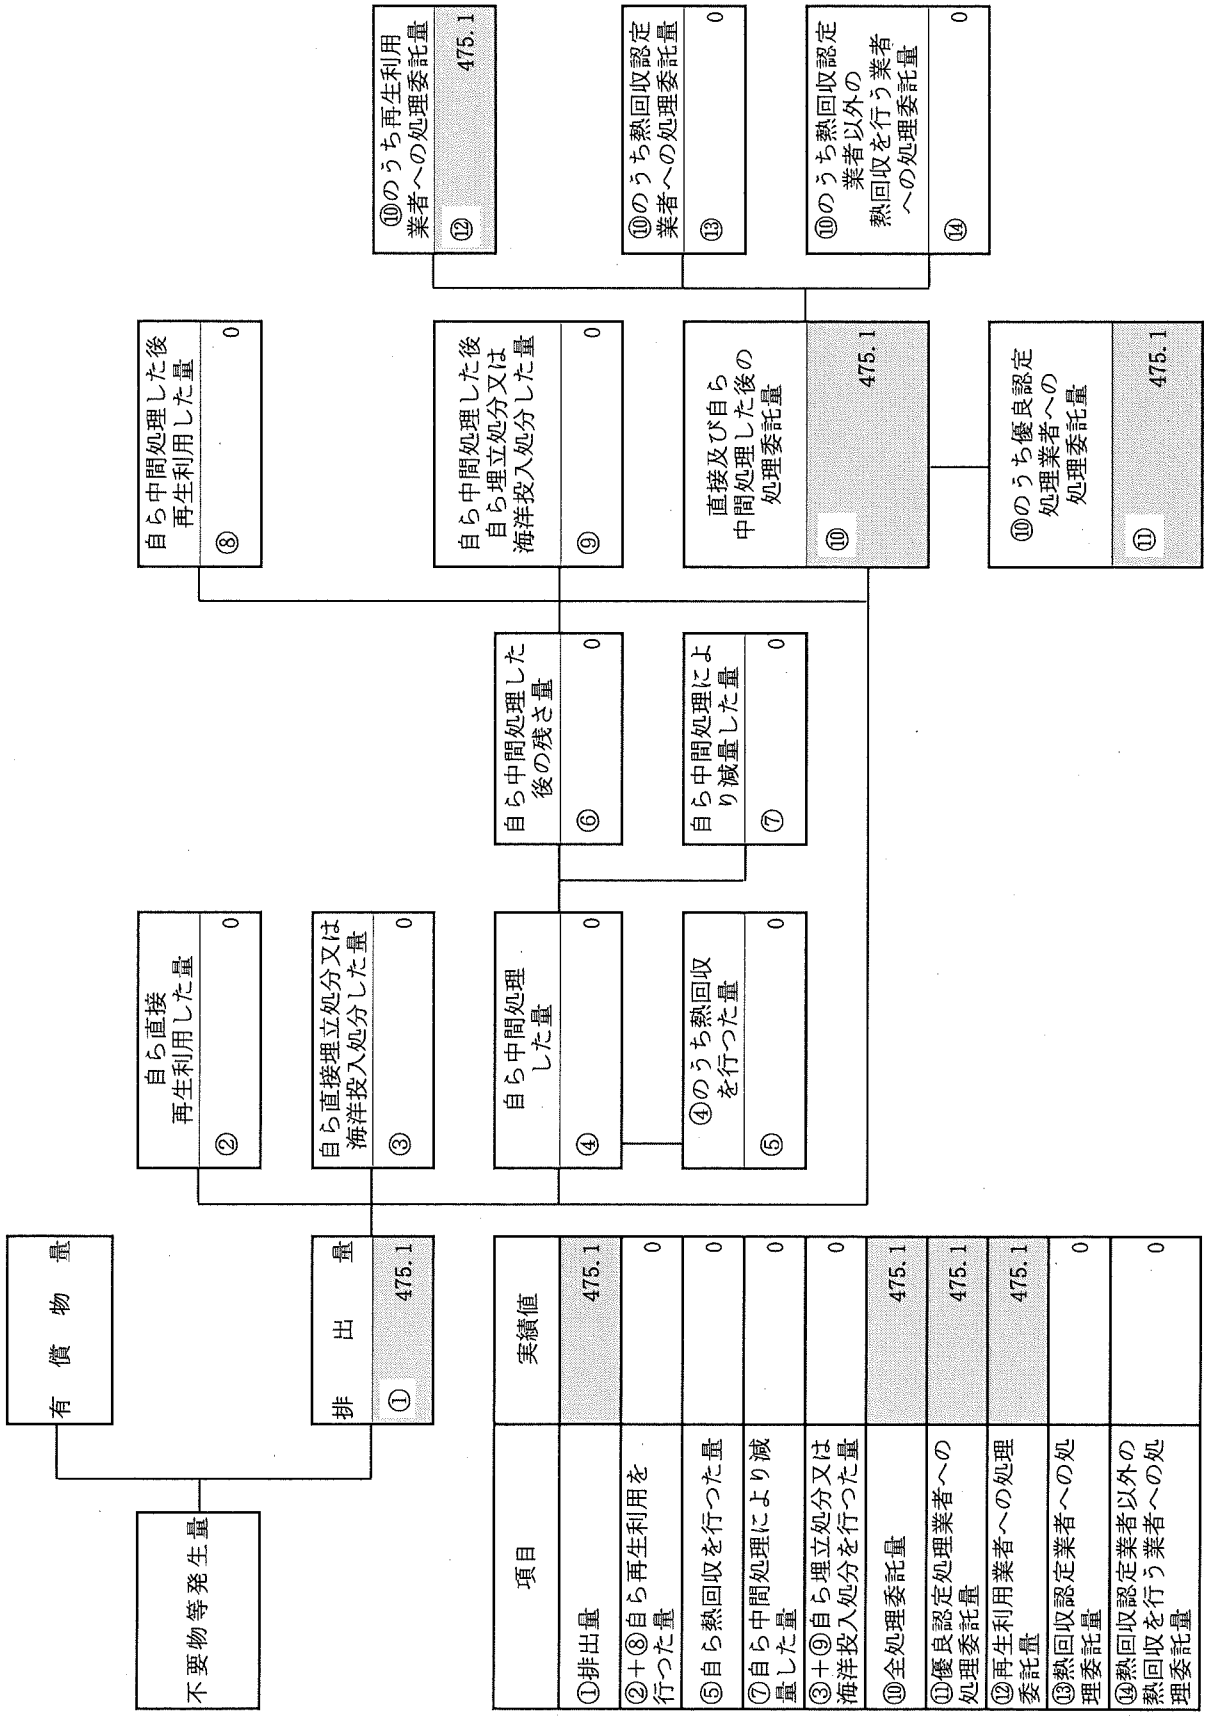 不要物等発生量
有償物量
排出量
① 475.1
自ら直接
再生利用した量
② 0
自ら直接埋立処分又は
海洋投入処分した量
③ 0
自ら中間処理
した量
④ 0
④のうち熱回収
を行つた量
⑤ 0
自ら中間処理した
後の残さ量
⑥ 0
自ら中間処理によ
り減量した量
⑦ 0
自ら中間処理した後
再生利用した量
⑧ 0
自ら中間処理した後
自ら埋立処分又は
海洋投入処分した量
⑨ 0
直接及び自ら
中間処理した後の
処理委託量
⑩ 475.1
⑩のうち優良認定
処理業者への
処理委託量
⑪ 475.1
⑩のうち再生利用
業者への処理委託量
⑫ 475.1
⑩のうち熱回収認定
業者への処理委託量
⑬ 0
⑩のうち熱回収認定
業者以外の
熱回収を行う業者
への処理委託量
⑭ 0
項目 実績値
①排出量 475.1
②+⑧自ら再生利用を
行つた量 0
⑤自ら熱回収を行つた量 0
⑦自ら中間処理により減
量した量 0
③+⑨自ら埋立処分又は
海洋投入処分を行つた量 0
⑩全処理委託量 475.1
⑪優良認定処理業者への
処理委託量 475.1
⑫再生利用業者への処理
委託量 475.1
⑬熱回収認定業者への処
理委託量 0
⑭熱回収認定業者以外の
熱回収を行う業者への処
理委託量 0